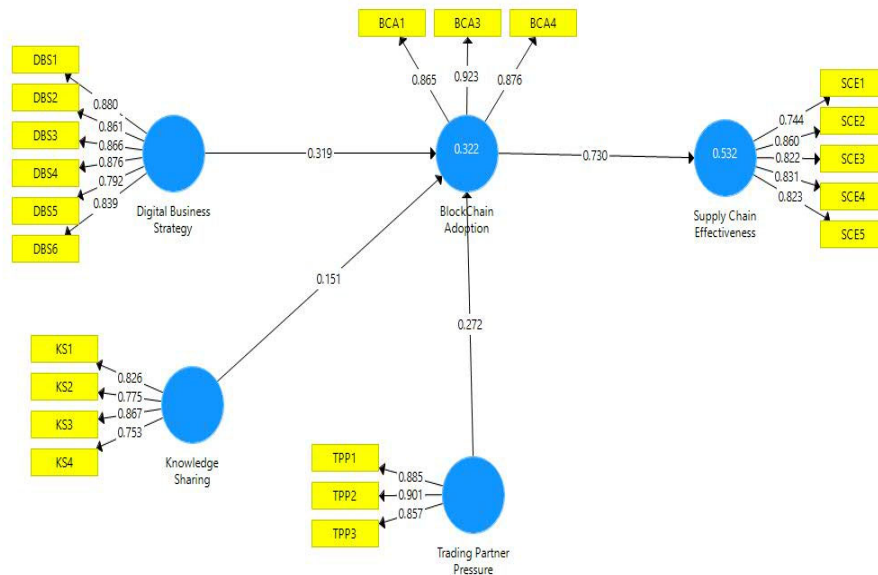 BCA1
BCA3
BCA4
0.865
0.923
0.876
DBS1
DBS2
DBS3
DBS4
DBS5
DBS6
0.880
0.861
0.866
0.876
0.792
0.839
Digital Business
Strategy
0.319
0.322
BlockChain
Adoption
0.730
0.532
Supply Chain
Effectiveness
0.744
0.860
0.822
0.831
0.823
SCE1
SCE2
SCE3
SCE4
SCE5
0.151
0.272
KS1
KS2
KS3
KS4
0.826
0.775
0.867
0.753
Knowledge
Sharing
TPP1
TPP2
TPP3
0.885
0.901
0.857
Trading Partner
Pressure